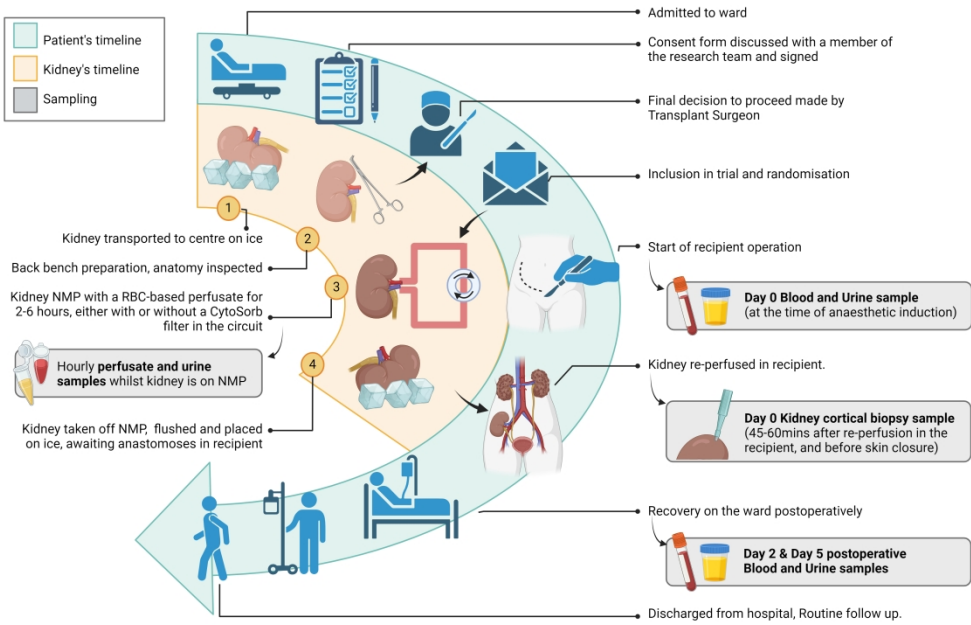 Patient's timeline
Kidney's timeline
Sampling
Admitted to ward
Consent form discussed with a member of
the research team and signed
Final decision to proceed made by
Transplant Surgeon
Inclusion in trial and randomisation
Start of recipient operation
Day 0 Blood and Urine sample
(at the time of anaesthetic induction)
Kidney re-perfused in recipient.
Day 0 Kidney cortical biopsy sample
(45-60mins after re-perfusion in the
recipient, and before skin closure)
Recovery on the ward postoperatively
Day 2 & Day 5 postoperative
Blood and Urine samples
Discharged from hospital, Routine follow up.
1
Kidney transported to centre on ice
2
Back bench preparation, anatomy inspected
3
Kidney NMP with a RBC-based perfusate for
2-6 hours, either with or without a CytoSorb
filter in the circuit
Hourly perfusate and urine
samples whilst kidney is on NMP
4
Kidney taken off NMP, flushed and placed
on ice, awaiting anastomoses in recipient